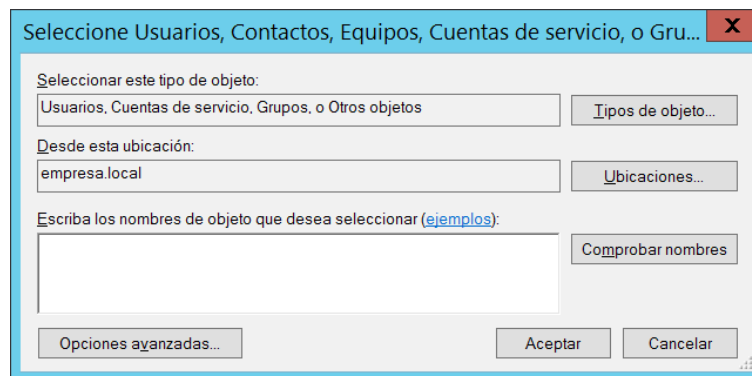 Seleccione Usuarios, Contactos, Equipos, Cuentas de servicio, o Gru... X
Seleccionar este tipo de objeto:
Usuarios, Cuentas de servicio, Grupos, o Otros objetos
Tipos de objeto...
Desde esta ubicación:
empresa.local
Ubicaciones...
Escriba los nombres de objeto que desea seleccionar (ejemplos):
Comprobar nombres
Opciones avanzadas...
Aceptar
Cancelar